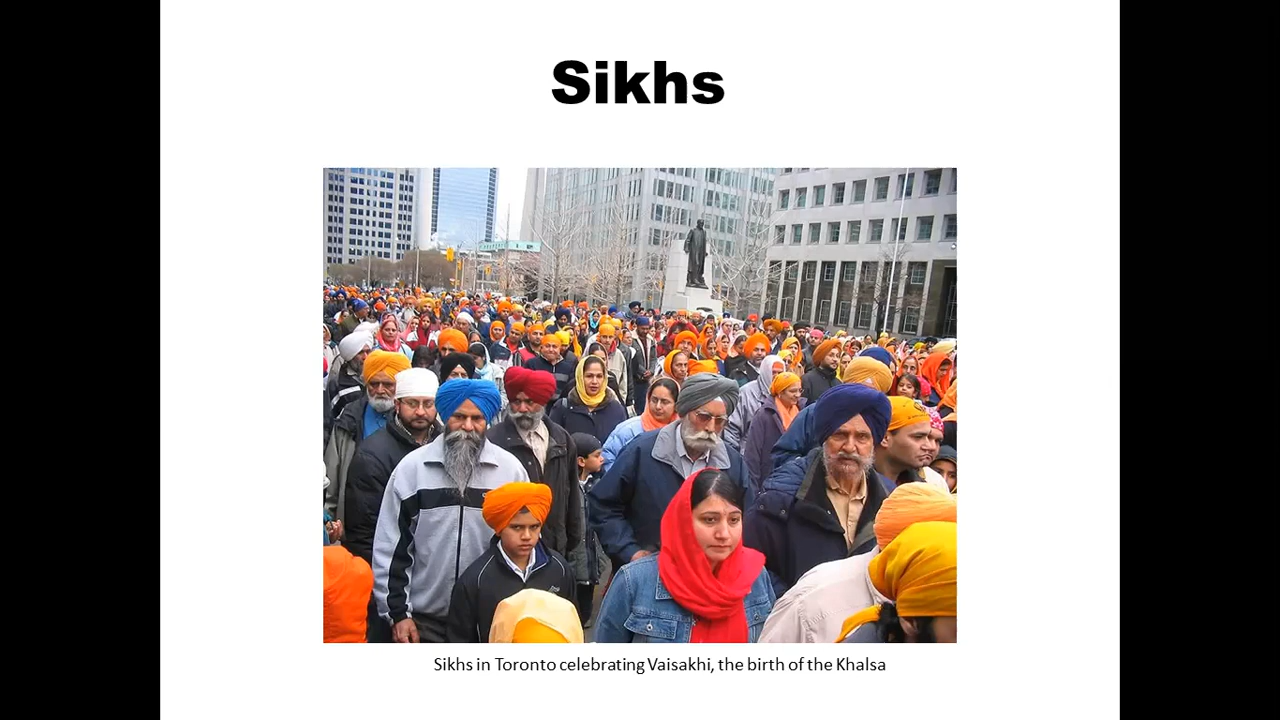 Sikhs
Sikhs in Toronto celebrating Vaisakhi, the birth of the Khalsa